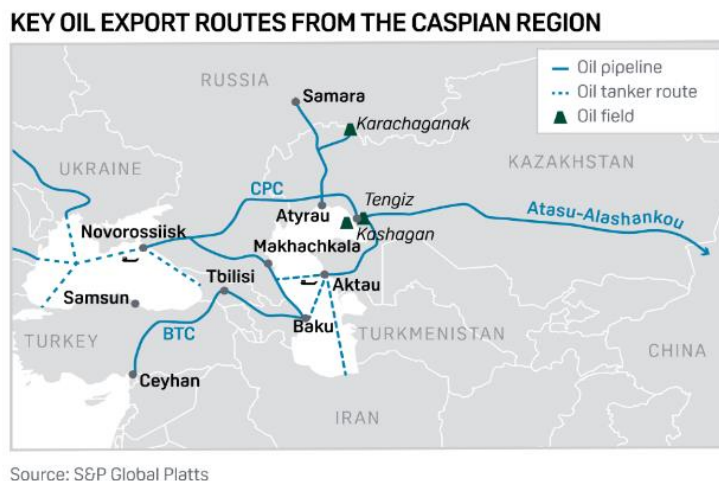 KEY OIL EXPORT ROUTES FROM THE CASPIAN REGION
Oil pipeline
Oil tanker route
Oil field
RUSSIA
Samara
Karachaganak
UKRAINE
KAZAKHSTAN
CPC
Tengiz
Atyrau
Atasu-Alashankou
Novorossiisk
Kashagan
Makhachkala
Tbilisi
Aktau
Samsun
Baku
TURKMENISTAN
TURKEY
BTC
CHINA
Ceyhan
IRAN
Source: S&P Global Platts